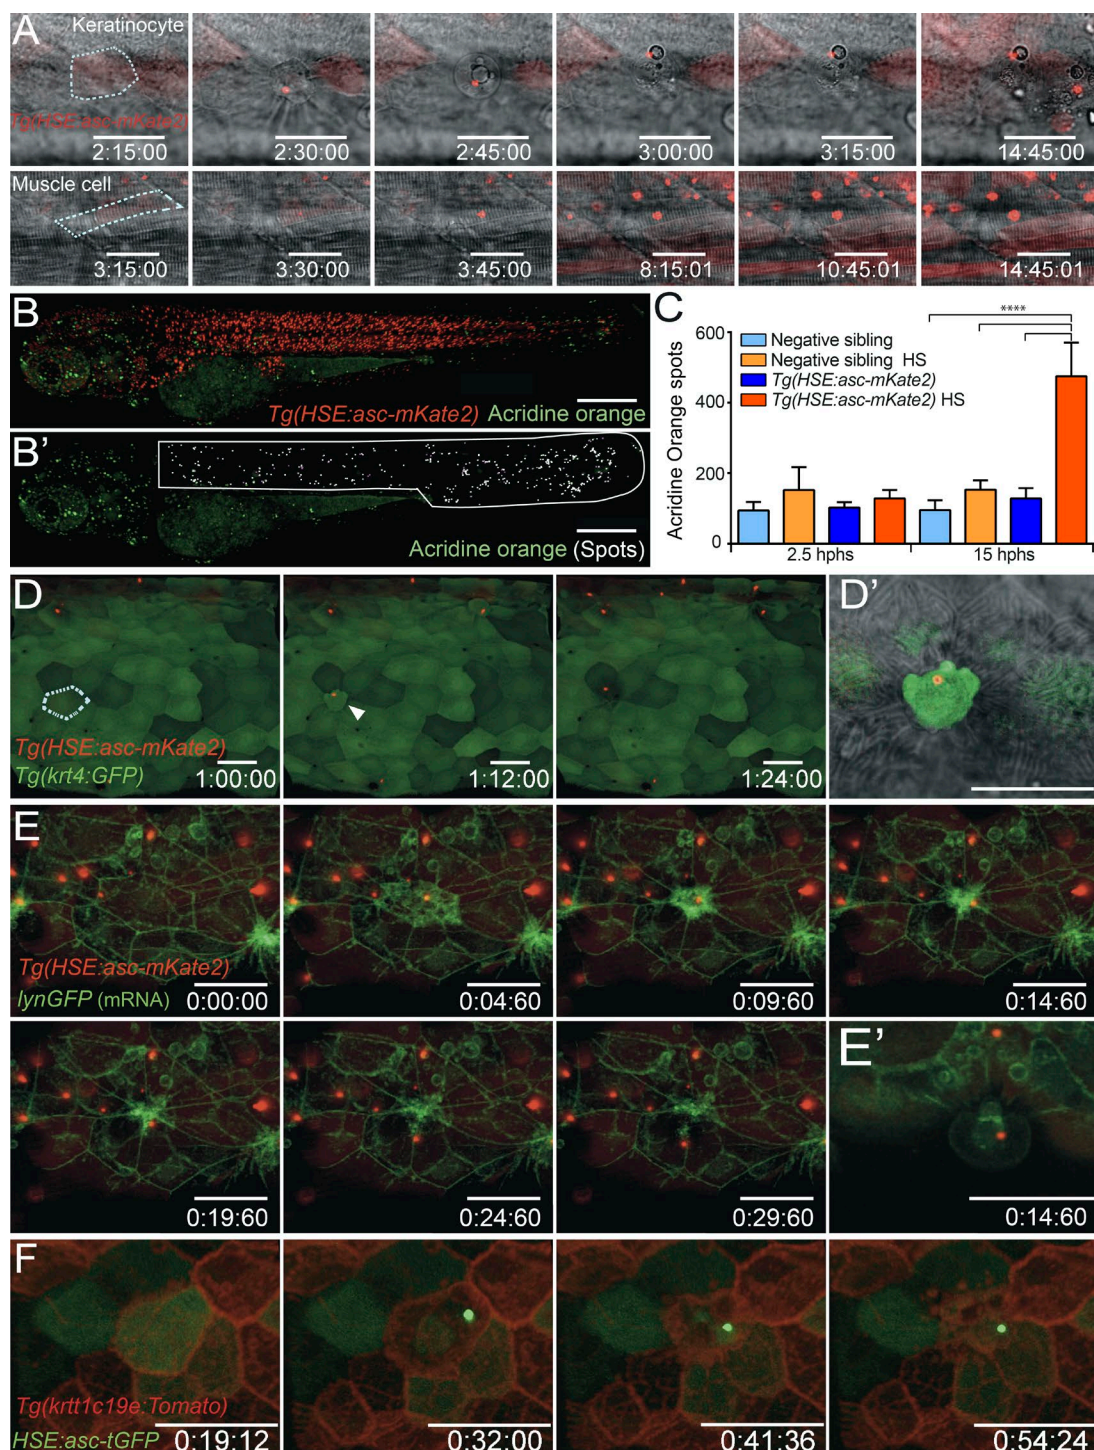 A
Keratinocyte
Tg(HSE:asc-mKate2)
2:15:00
2:30:00
2:45:00
3:00:00
3:15:00
14:45:00
Muscle cell
3:15:00
3:30:00
3:45:00
8:15:01
10:45:01
14:45:01
B
Tg(HSE:asc-mKate2) Acridine orange
B'
Acridine orange (Spots)
C
Acridine Orange spots
600
400
200
0
Negative sibling
Negative sibling HS
Tg(HSE:asc-mKate2)
Tg(HSE:asc-mKate2) HS
****
2.5 hphs
15 hphs
D
Tg(HSE:asc-mKate2)
Tg(krt4:GFP)
1:00:00
1:12:00
1:24:00
D'
E
Tg(HSE:asc-mKate2)
lynGFP (mRNA)
0:00:00
0:04:60
0:09:60
0:14:60
0:19:60
0:24:60
0:29:60
E'
0:14:60
F
Tg(krtt1c19e:Tomato)
HSE:asc-tGFP
0:19:12
0:32:00
0:41:36
0:54:24